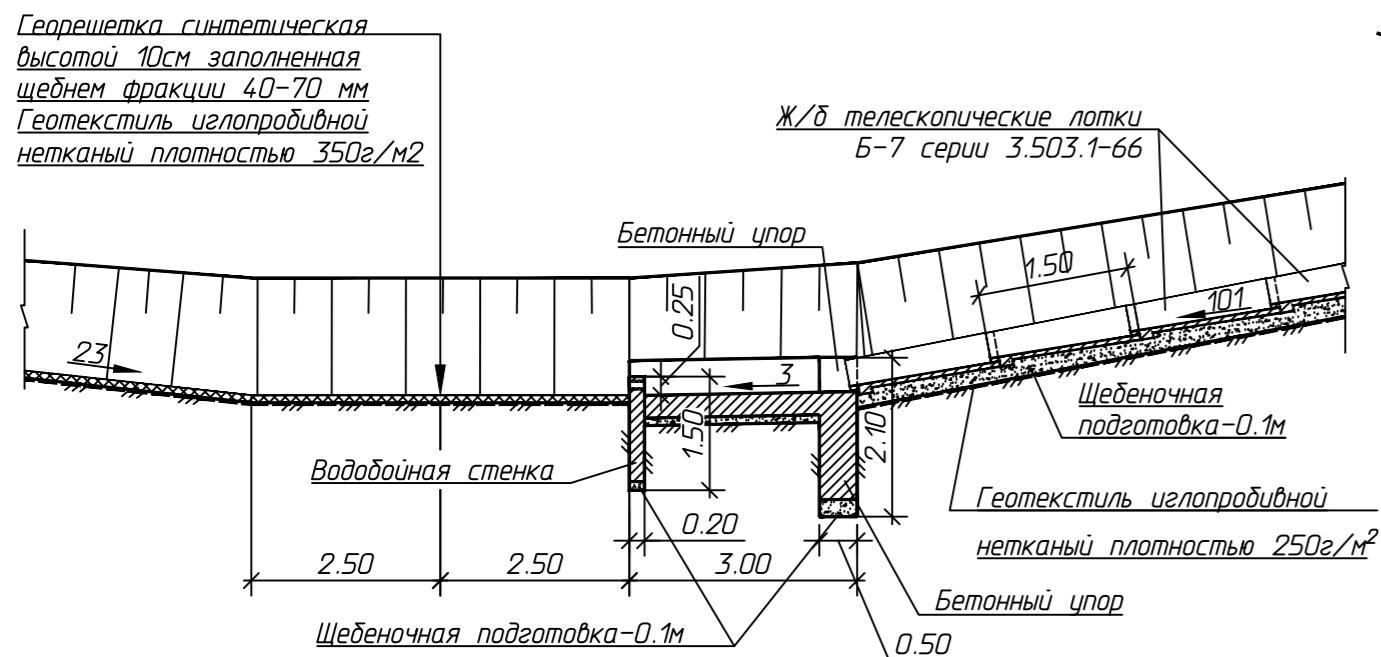 Георешетка синтетическая
высотой 10см заполненная
щебнем фракции 40-70 мм
Геотекстиль иглопробивной
нетканый плотностью 350г/м2
Ж/б телескопические лотки
Б-7 серии 3.503.1-66
Бетонный упор
1.50
0.25
101
23
3
Щебеночная
подготовка-0.1м
1.50
2.10
Водобойная стенка
Геотекстиль иглопробивной
нетканый плотностью 250г/м²
0.20
2.50
2.50
3.00
Бетонный упор
Щебеночная подготовка-0.1м
0.50